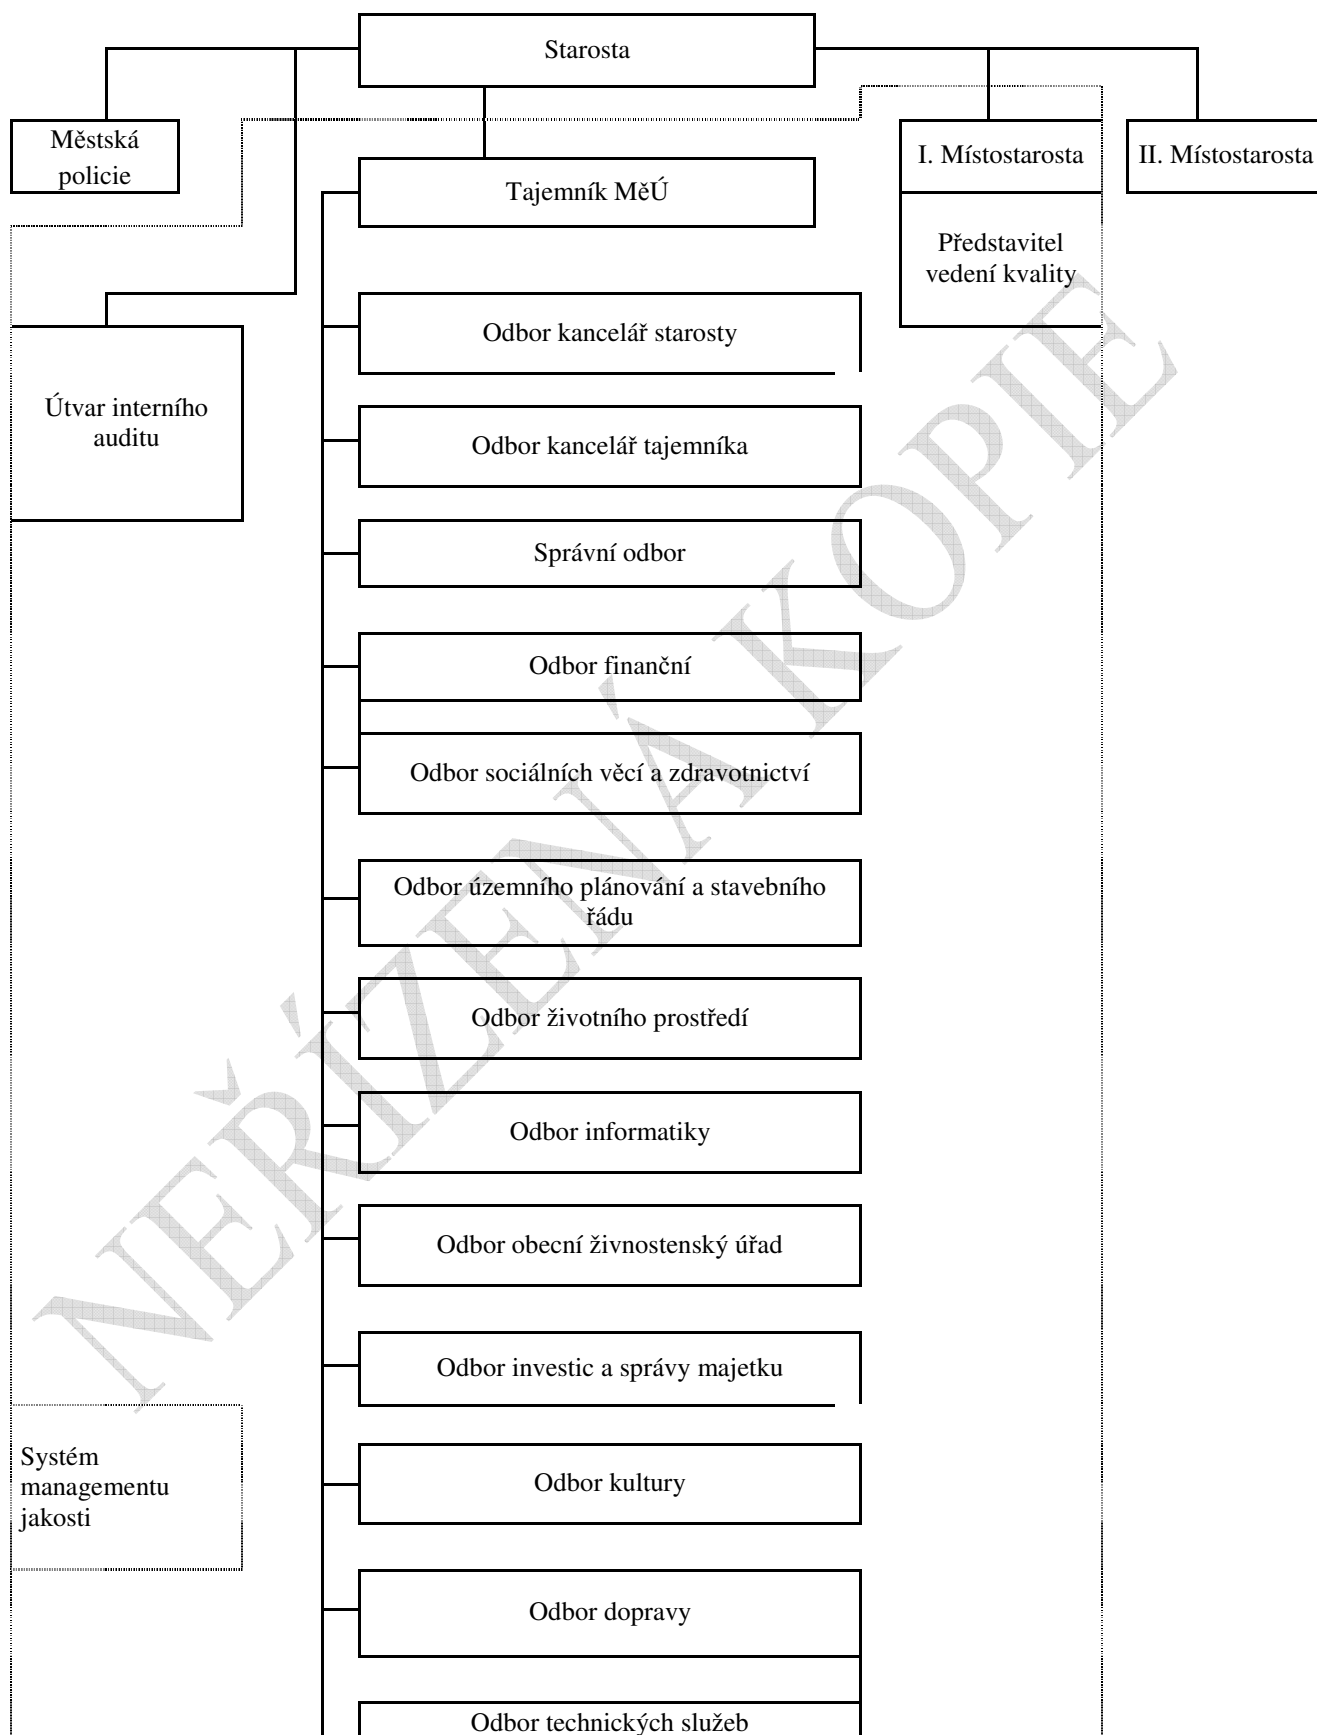 Starosta
Městská
policie
I. Místostarosta
II. Místostarosta
Tajemník MěÚ
Představitel
vedení kvality
Odbor kancelář starosty
Útvar interního
auditu
Odbor kancelář tajemníka
Správní odbor
Odbor finanční
Odbor sociálních věcí a zdravotnictví
Odbor územního plánování a stavebního
řádu
Odbor životního prostředí
Odbor informatiky
Odbor obecní živnostenský úřad
Odbor investic a správy majetku
Systém
managementu
jakosti
Odbor kultury
Odbor dopravy
Odbor technických služeb
NEŘÍZENÁ KOPIE